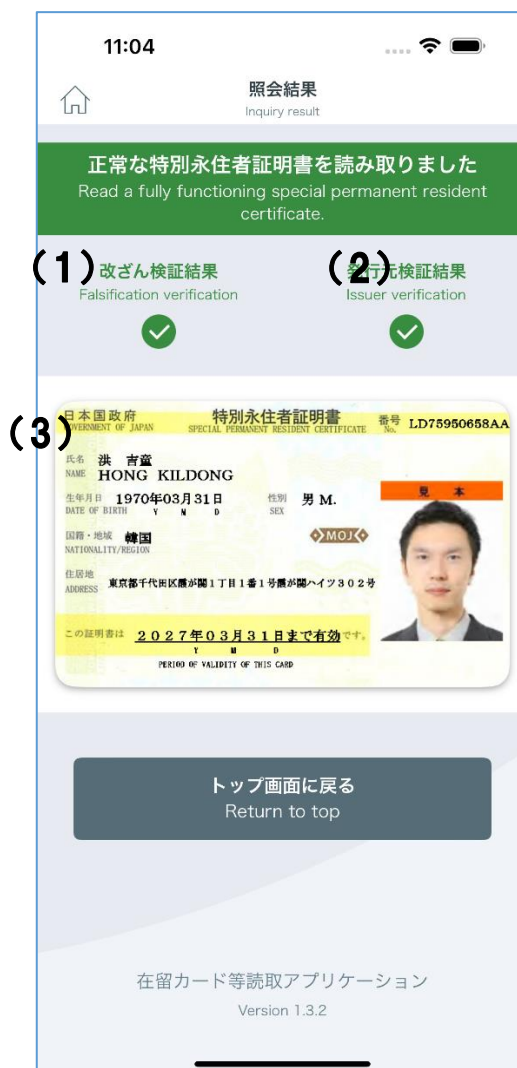 11:04
照会結果
Inquiry result
正常な特別永住者証明書を読み取りました
Read a fully functioning special permanent resident
certificate.
(1) 改ざん検証結果
Falsification verification
(2) 発行元検証結果
Issuer verification
(3)
日本国政府 特別永住者証明書 番号 LD75950658AA
GOVERNMENT OF JAPAN SPECIAL PERMANENT RESIDENT CERTIFICATE No.
氏名 洪 吉童
NAME HONG KILDONG
見本
生年月日 1970年03月31日 性別 男 M.
DATE OF BIRTH Y M D SEX
国籍・地域 韓国
NATIONALITY/REGION
MOJ
住居地
ADDRESS 東京都千代田区霞が関1丁目1番1号霞が関ハイツ302号
この証明書は 2027年03月31日まで有効です。
Y M D
PERIOD OF VALIDITY OF THIS CARD
トップ画面に戻る
Return to top
在留カード等読取アプリケーション
Version 1.3.2